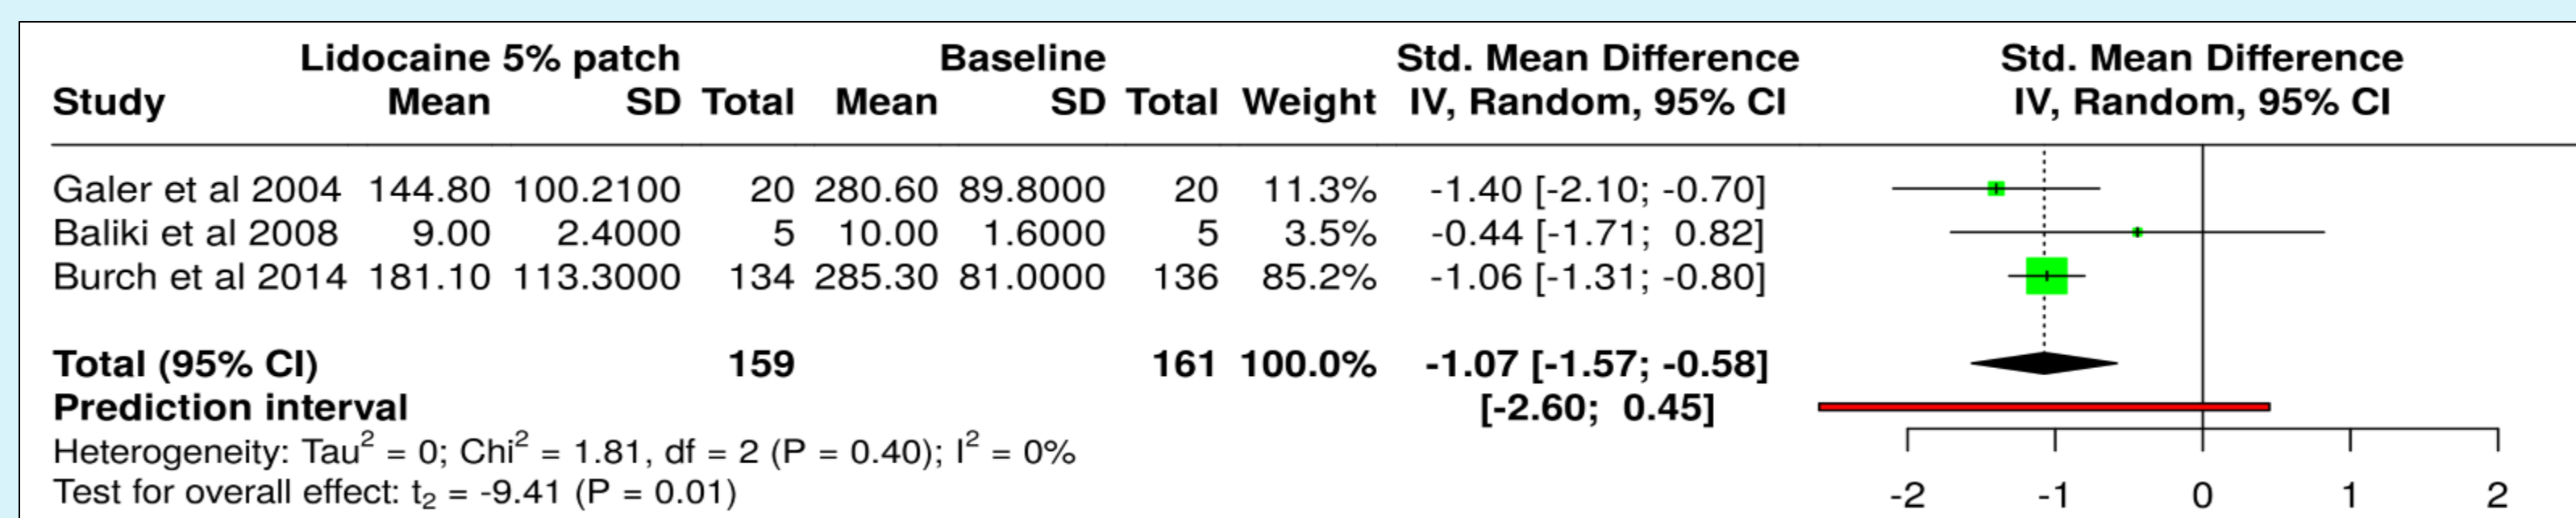 Lidocaine 5% patch Baseline Std. Mean Difference Std. Mean Difference
Study Mean SD Total Mean SD Total Weight IV, Random, 95% CI IV, Random, 95% CI
Galer et al 2004 144.80 100.2100 20 280.60 89.8000 20 11.3% -1.40 [-2.10; -0.70]
Baliki et al 2008 9.00 2.4000 5 10.00 1.6000 5 3.5% -0.44 [-1.71; 0.82]
Burch et al 2014 181.10 113.3000 134 285.30 81.0000 136 85.2% -1.06 [-1.31; -0.80]
Total (95% CI) 159 161 100.0% -1.07 [-1.57; -0.58]
Prediction interval [-2.60; 0.45]
Heterogeneity: Tau² = 0; Chi² = 1.81, df = 2 (P = 0.40); I² = 0%
Test for overall effect: t₂ = -9.41 (P = 0.01)
-2 -1 0 1 2